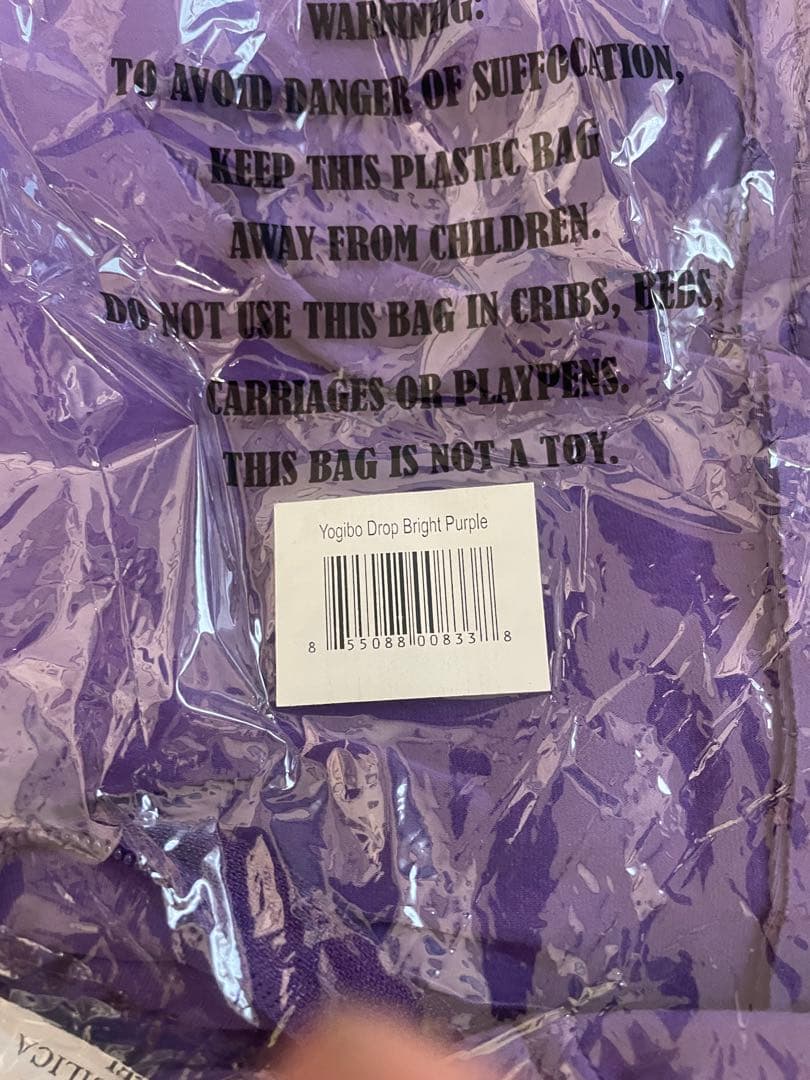 WARNING:
TO AVOID DANGER OF SUFFOCATION,
KEEP THIS PLASTIC BAG
AWAY FROM CHILDREN.
DO NOT USE THIS BAG IN CRIBS, BEDS,
CARRIAGES OR PLAYPENS.
THIS BAG IS NOT A TOY.
Yogibo Drop Bright Purple
8 55088 00833 8
SILICA